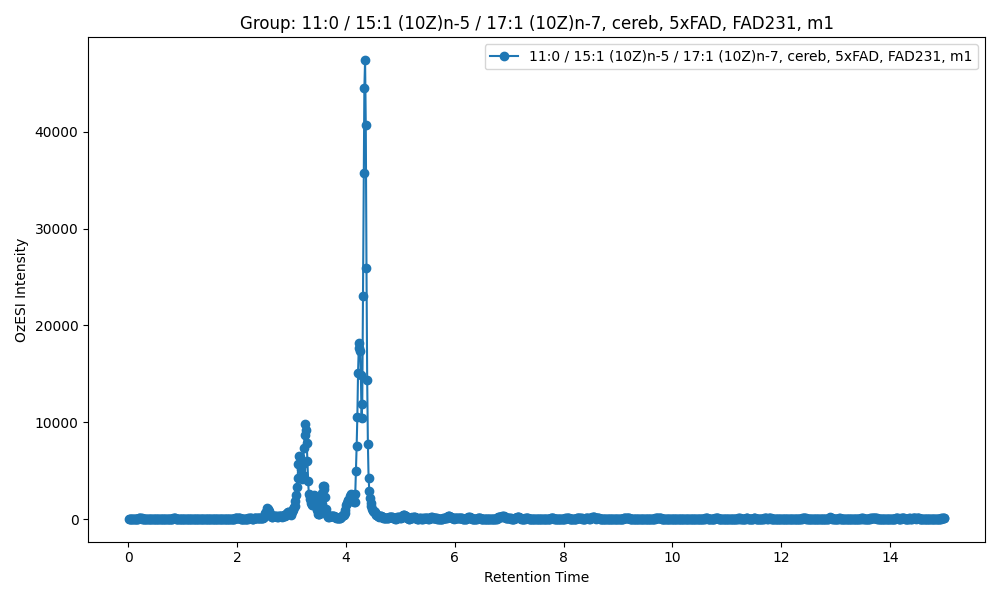 Group: 11:0 / 15:1 (10Z)n-5 / 17:1 (10Z)n-7, cereb, 5xFAD, FAD231, m1
11:0 / 15:1 (10Z)n-5 / 17:1 (10Z)n-7, cereb, 5xFAD, FAD231, m1
OzESI Intensity
40000
30000
20000
10000
0
0 2 4 6 8 10 12 14
Retention Time